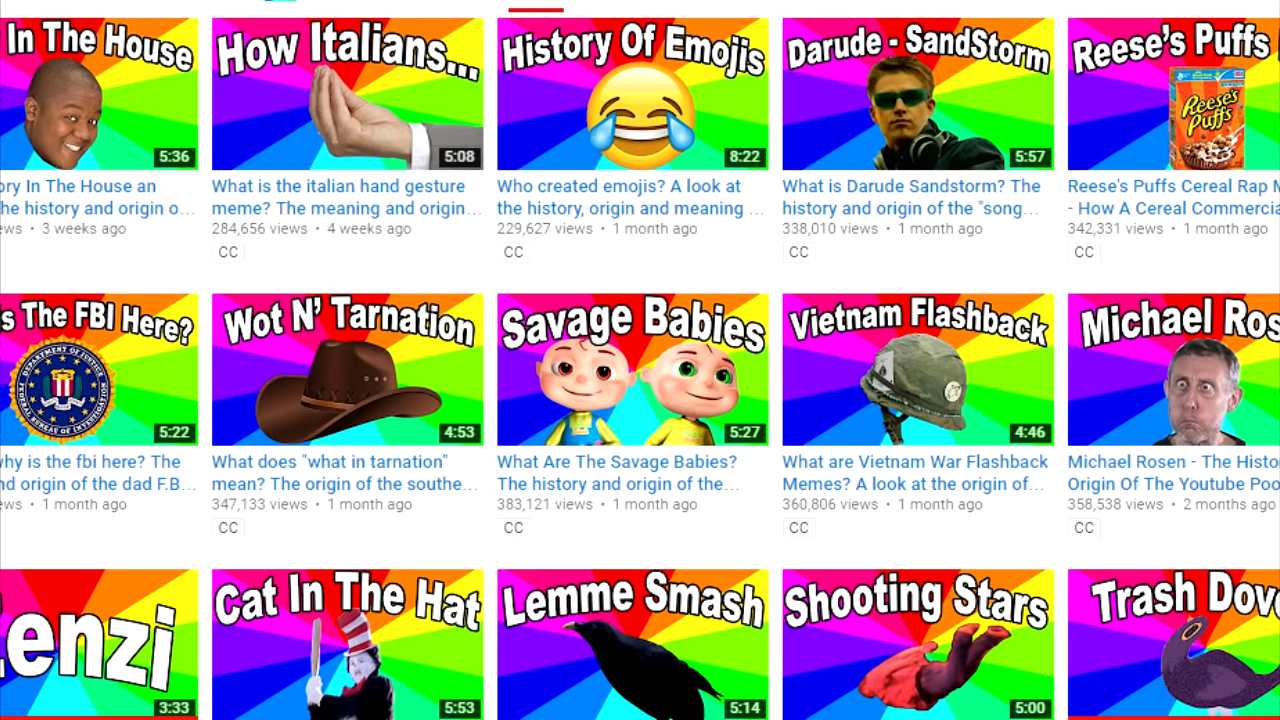 In The House
How Italians...
History Of Emojis
Darude - SandStorm
Reese's Puffs
Reese's Puffs
5:36
5:08
8:22
5:57
ory In The House an
he history and origin o...
ews • 3 weeks ago
What is the italian hand gesture
meme? The meaning and origin...
284,656 views • 4 weeks ago
CC
Who created emojis? A look at
the history, origin and meaning ...
229,627 views • 1 month ago
CC
What is Darude Sandstorm? The
history and origin of the "song...
338,010 views • 1 month ago
CC
Reese's Puffs Cereal Rap M
- How A Cereal Commercia
342,331 views • 1 month ago
CC
s The FBI Here?
DEPARTMENT OF JUSTICE
FEDERAL BUREAU OF INVESTIGATION
Wot N' Tarnation
Savage Babies
Vietnam Flashback
Michael Ros
5:22
4:53
5:27
4:46
why is the fbi here? The
nd origin of the dad F.B...
ews • 1 month ago
What does "what in tarnation"
mean? The origin of the southe...
347,133 views • 1 month ago
CC
What Are The Savage Babies?
The history and origin of the...
383,121 views • 1 month ago
CC
What are Vietnam War Flashback
Memes? A look at the origin of...
360,806 views • 1 month ago
CC
Michael Rosen - The Histo
Origin Of The Youtube Poo
358,538 views • 2 months ago
CC
enzi
Cat In The Hat
Lemme Smash
Shooting Stars
Trash Dove
3:33
5:53
5:14
5:00